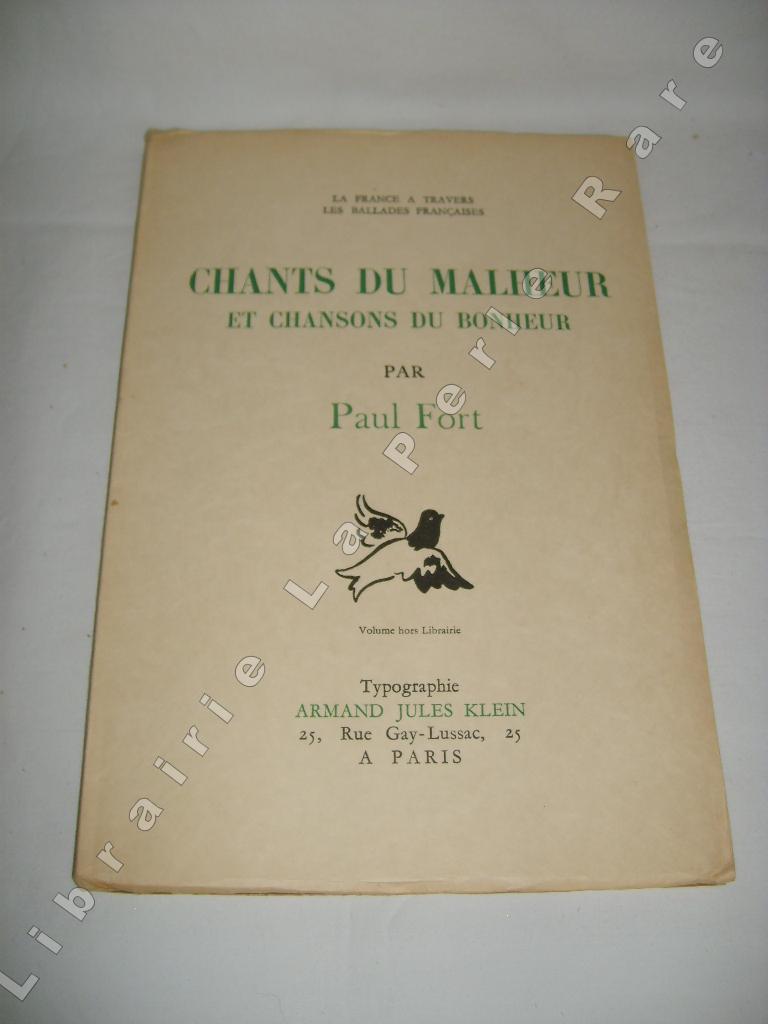 LA FRANCE A TRAVERS
LES BALLADES FRANÇAISES
CHANTS DU MALHEUR
ET CHANSONS DU BONHEUR
PAR
Paul Fort
Volume hors Librairie
Typographie
ARMAND JULES KLEIN
25, Rue Gay-Lussac, 25
A PARIS
Librairie La Perle Rare